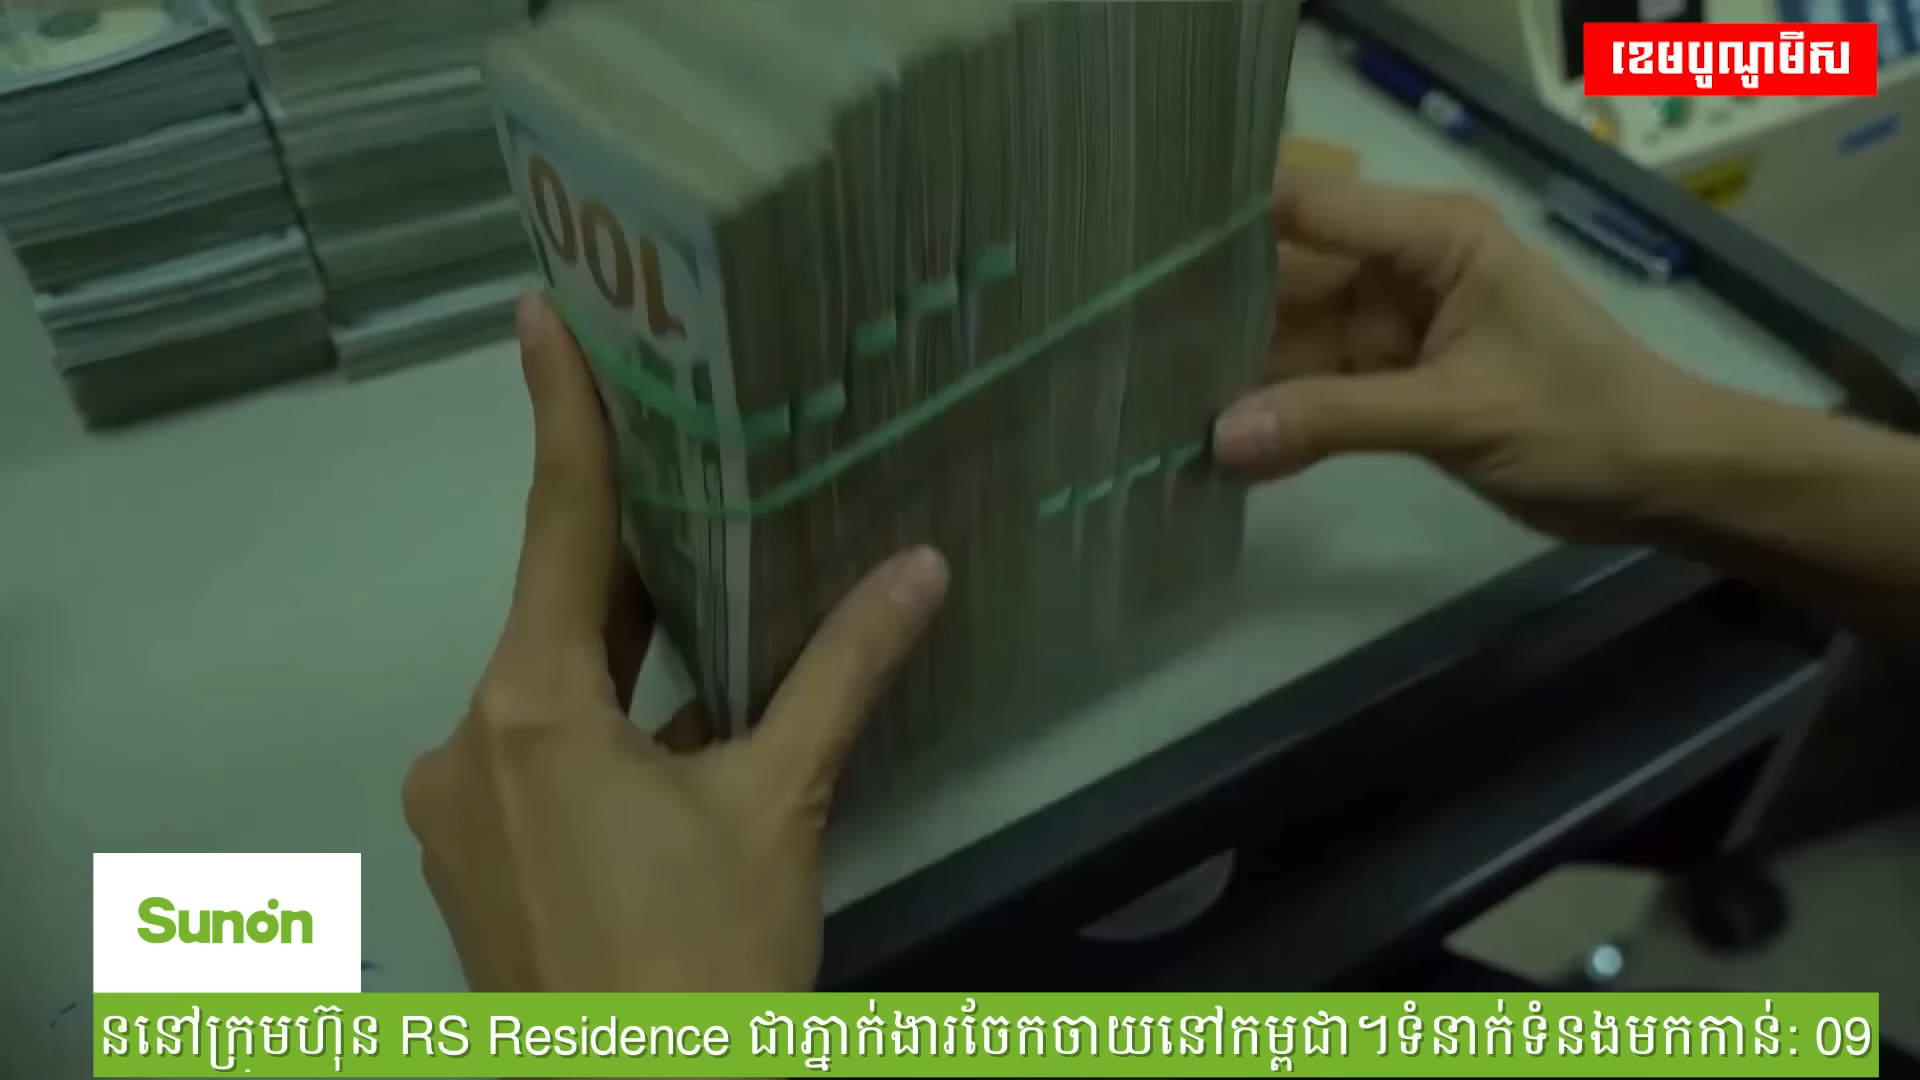 ខេមបូណូមីស
100
Sunon
ននៅក្រុមហ៊ុន RS Residence ជាភ្នាក់ងារចែកចាយនៅកម្ពុជា។ទំនាក់ទំនងមកកាន់: 09